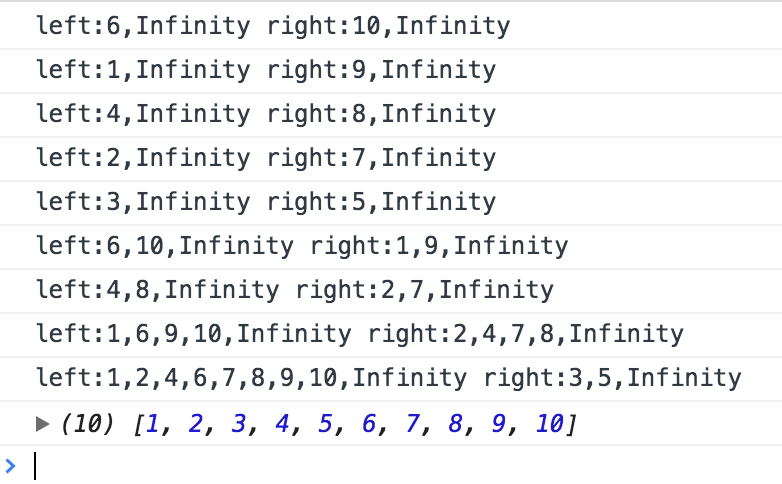 left:6,Infinity right:10,Infinity
left:1,Infinity right:9,Infinity
left:4,Infinity right:8,Infinity
left:2,Infinity right:7,Infinity
left:3,Infinity right:5,Infinity
left:6,10,Infinity right:1,9,Infinity
left:4,8,Infinity right:2,7,Infinity
left:1,6,9,10,Infinity right:2,4,7,8,Infinity
left:1,2,4,6,7,8,9,10,Infinity right:3,5,Infinity
▶ (10) [1, 2, 3, 4, 5, 6, 7, 8, 9, 10]
>